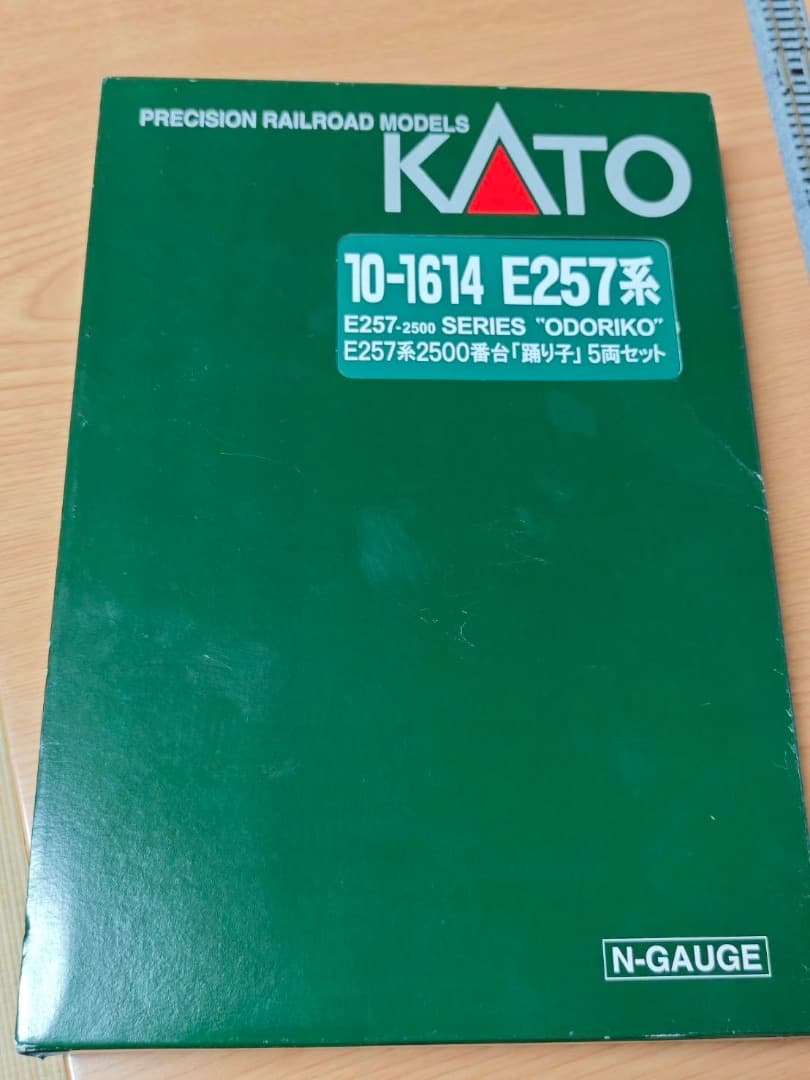 PRECISION RAILROAD MODELS
KATO
10-1614 E257系
E257-2500 SERIES "ODORIKO"
E257系2500番台「踊り子」5両セット
N-GAUGE